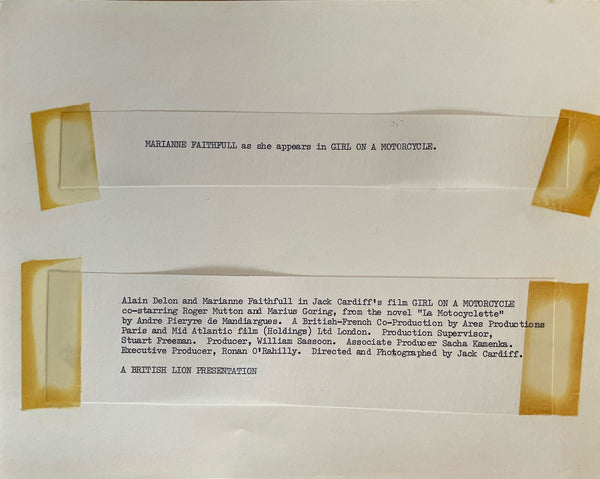 MARIANNE FAITHFULL as she appears in GIRL ON A MOTORCYCLE.
Alain Delon and Marianne Faithfull in Jack Cardiff's film GIRL ON A MOTORCYCLE
co-starring Roger Mutton and Marius Goring, from the novel "La Motocyclette"
by Andre Pieryre de Mandiargues. A British-French Co-Production by Ares Productions
Paris and Mid Atlantic film (Holdings) Ltd London. Production Supervisor,
Stuart Freeman. Producer, William Sassoon. Associate Producer Sacha Kamenka.
Executive Producer, Ronan O'Rahilly. Directed and Photographed by Jack Cardiff.
A BRITISH LION PRESENTATION